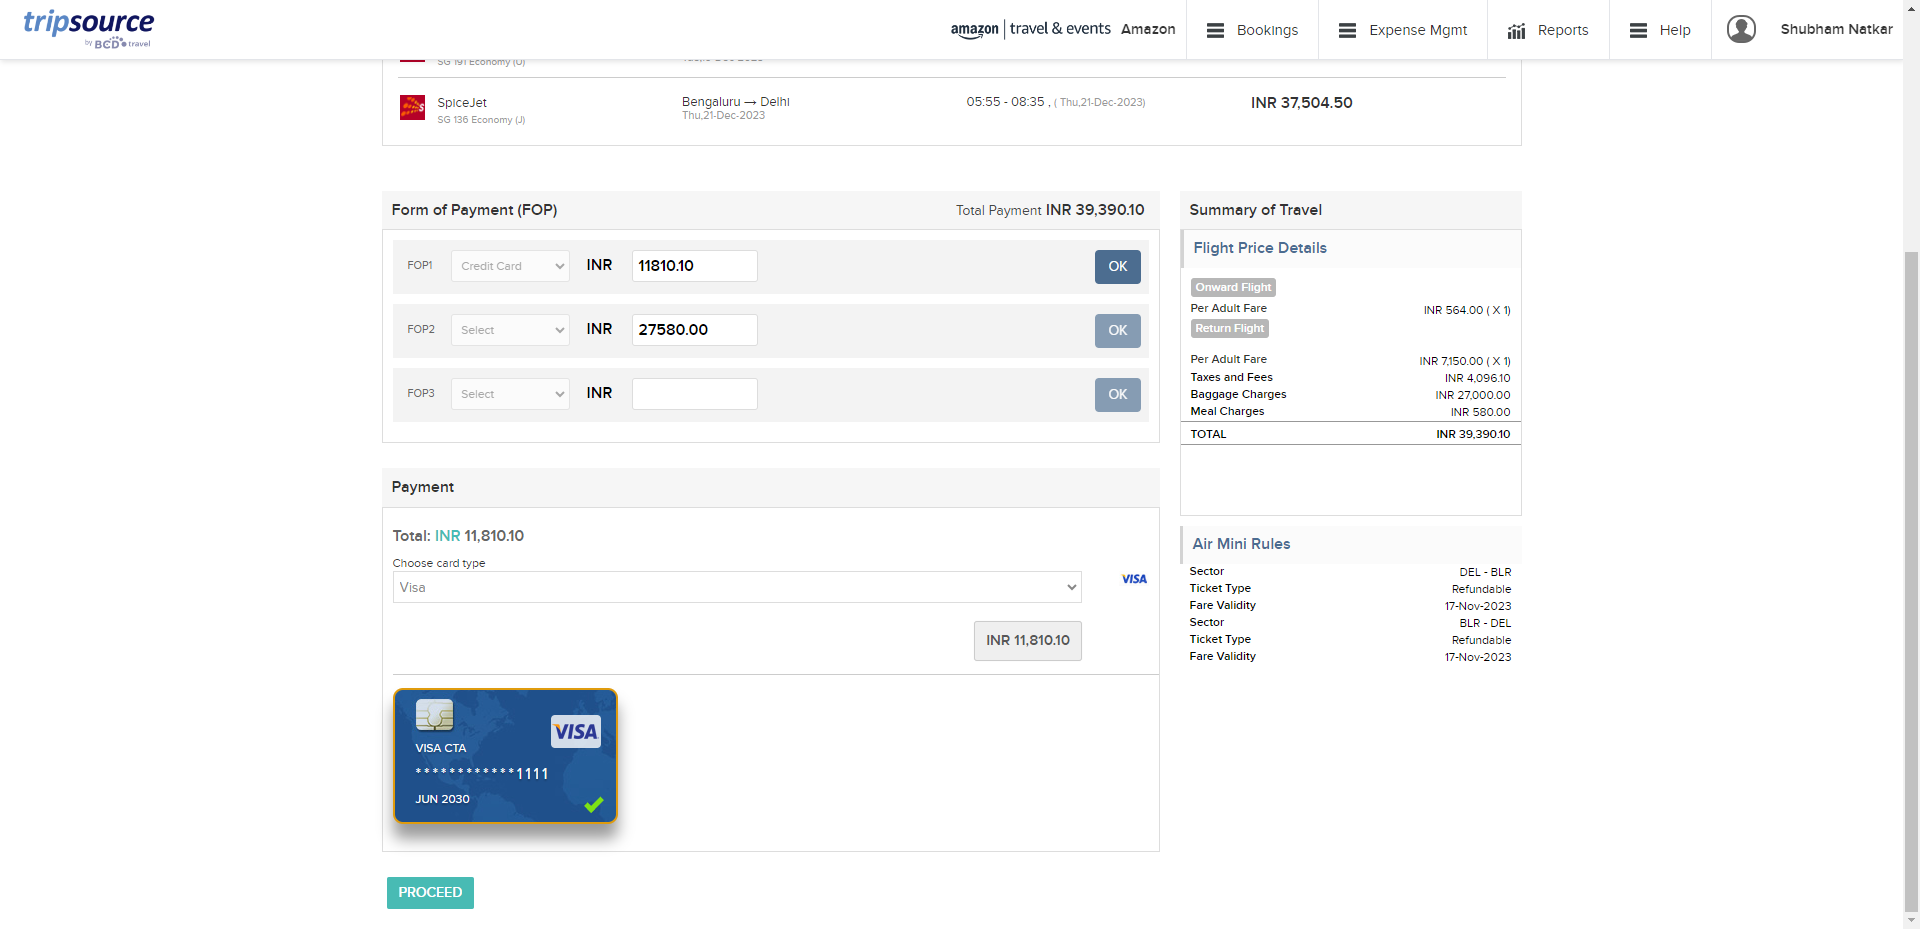 tripsource
by BCD travel
amazon | travel & events Amazon
Bookings
Expense Mgmt
Reports
Help
Shubham Natkar
SG 191 Economy (U)
SpiceJet
SG 136 Economy (J)
Bengaluru → Delhi
Thu,21-Dec-2023
05:55 - 08:35 , ( Thu,21-Dec-2023)
INR 37,504.50
Form of Payment (FOP)
Total Payment INR 39,390.10
FOP1 Credit Card INR 11810.10 OK
FOP2 Select INR 27580.00 OK
FOP3 Select INR OK
Payment
Total: INR 11,810.10
Choose card type
Visa
VISA
INR 11,810.10
VISA
VISA CTA
************1111
JUN 2030
PROCEED
Summary of Travel
Flight Price Details
Onward Flight
Per Adult Fare INR 564.00 ( X 1)
Return Flight
Per Adult Fare INR 7,150.00 ( X 1)
Taxes and Fees INR 4,096.10
Baggage Charges INR 27,000.00
Meal Charges INR 580.00
TOTAL INR 39,390.10
Air Mini Rules
Sector DEL - BLR
Ticket Type Refundable
Fare Validity 17-Nov-2023
Sector BLR - DEL
Ticket Type Refundable
Fare Validity 17-Nov-2023